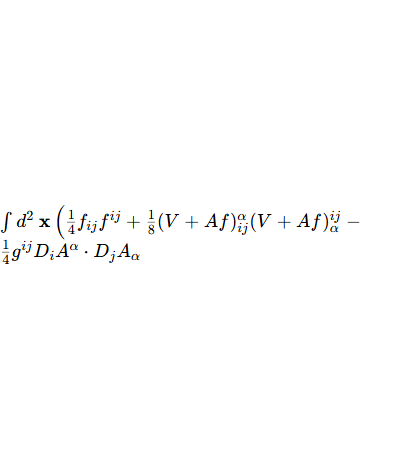 ∫ d² x ( ¼ f_{ij} f^{ij} + ⅛ (V + Af)^α_{ij} (V + Af)^{ij}_α −
¼ g^{ij} D_i A^α · D_j A_α